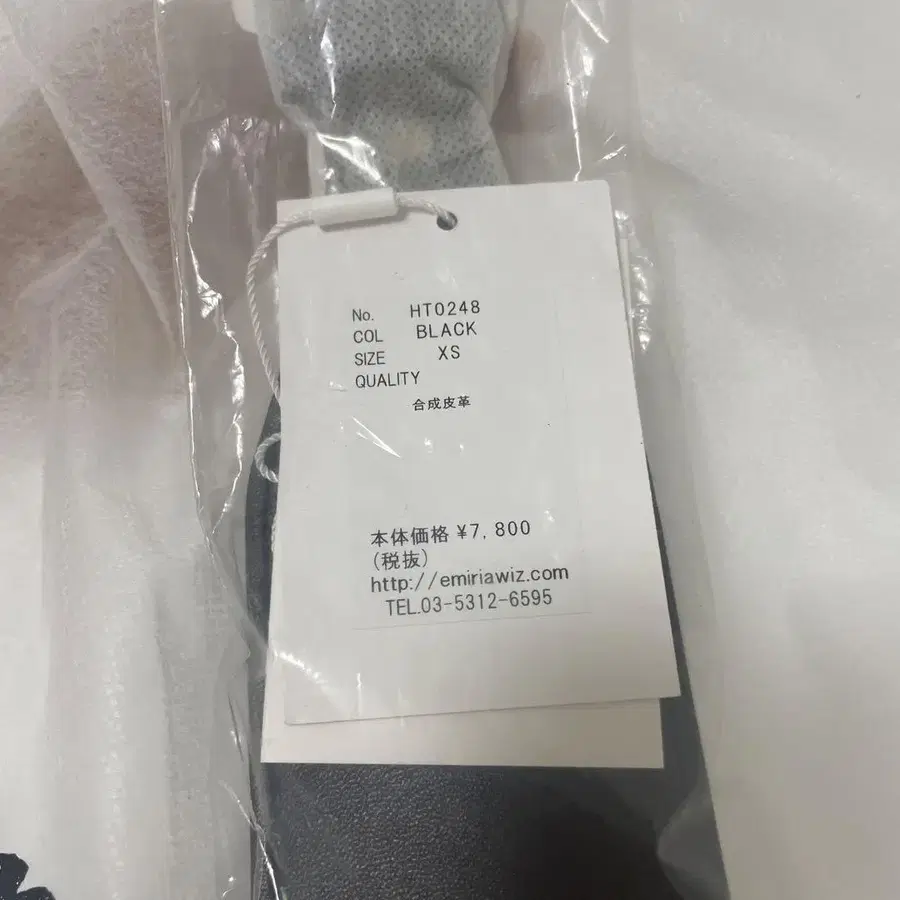 No. HT0248
COL BLACK
SIZE XS
QUALITY
合成皮革
本体価格 ¥7,800
(税抜)
http://emiriawiz.com
TEL.03-5312-6595